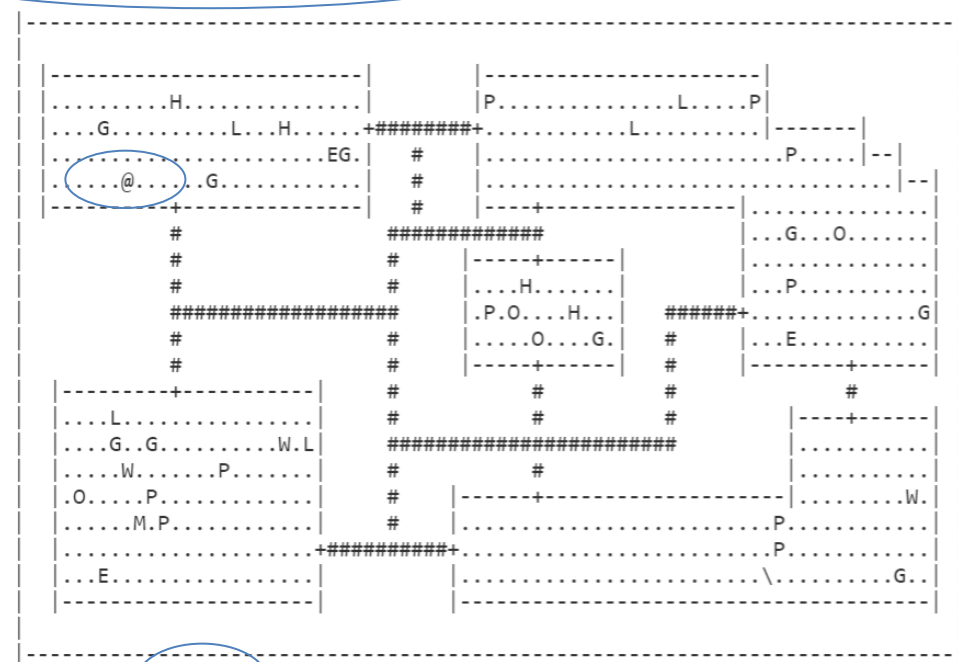 |-----------------------------------------------------------------------------
|
| |--------------------------|        |-----------------------|
| |..........H...............|        |P...............L.....P|
| |....G..........L...H......+########+............L..........|-------|
| |.......................EG.|   #    |.........................P.....|--|
| |......@......G............|   #    |..................................|--|
| |----------+---------------|   #    |----+----------------|...............|
|            #                 #############                |...G...O.......|
|            #                 #     |-----+------|         |...............|
|            #                 #     |....H.......|         |...P...........|
|            ###################     |.P.O....H...|   ######+..............G|
|            #                 #     |.....O....G.|   #     |...E...........|
|            #                 #     |-----+------|   #     |--------+------|
|  |---------+-----------|     #           #          #              #
|  |....L................|     #           #          #         |----+------|
|  |....G..G..........W.L|     ########################         |...........|
|  |.....W.......P.......|     #           #                    |...........|
|  |.O.....P.............|     #    |------+--------------------|.........W.|
|  |......M.P............|     #    |..........................P............|
|  |.....................+##########+..........................P............|
|  |...E.................|          |.........................\..........G..|
|  |---------------------|          |---------------------------------------|
|
|-----------------------------------------------------------------------------